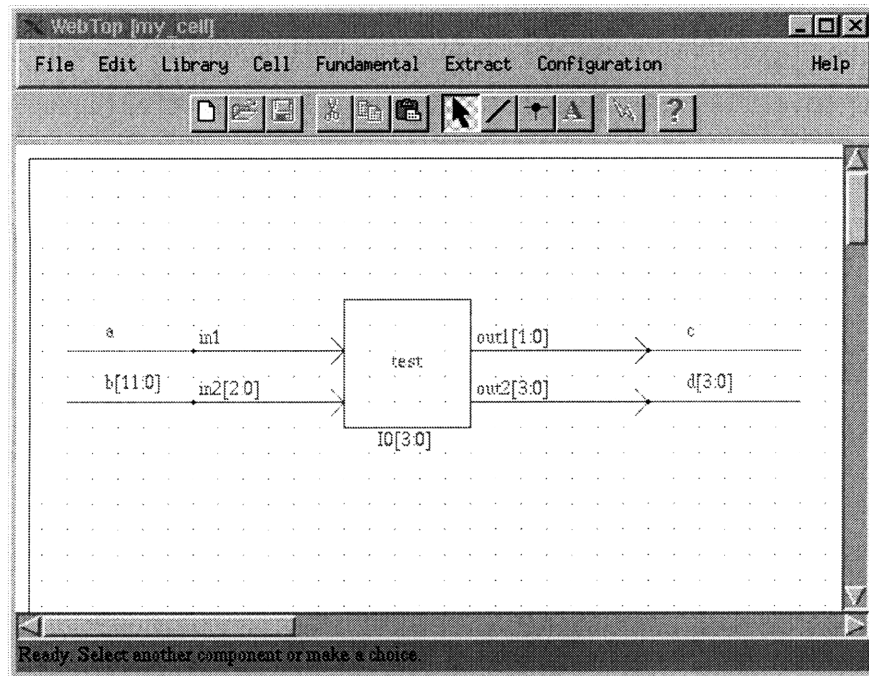 WebTop [my_cell]
File Edit Library Cell Fundamental Extract Configuration Help
A ?
a in1 out1[1:0] c
test
b[11:0] in2[2:0] out2[3:0] d[3:0]
I0[3:0]
Ready. Select another component or make a choice.